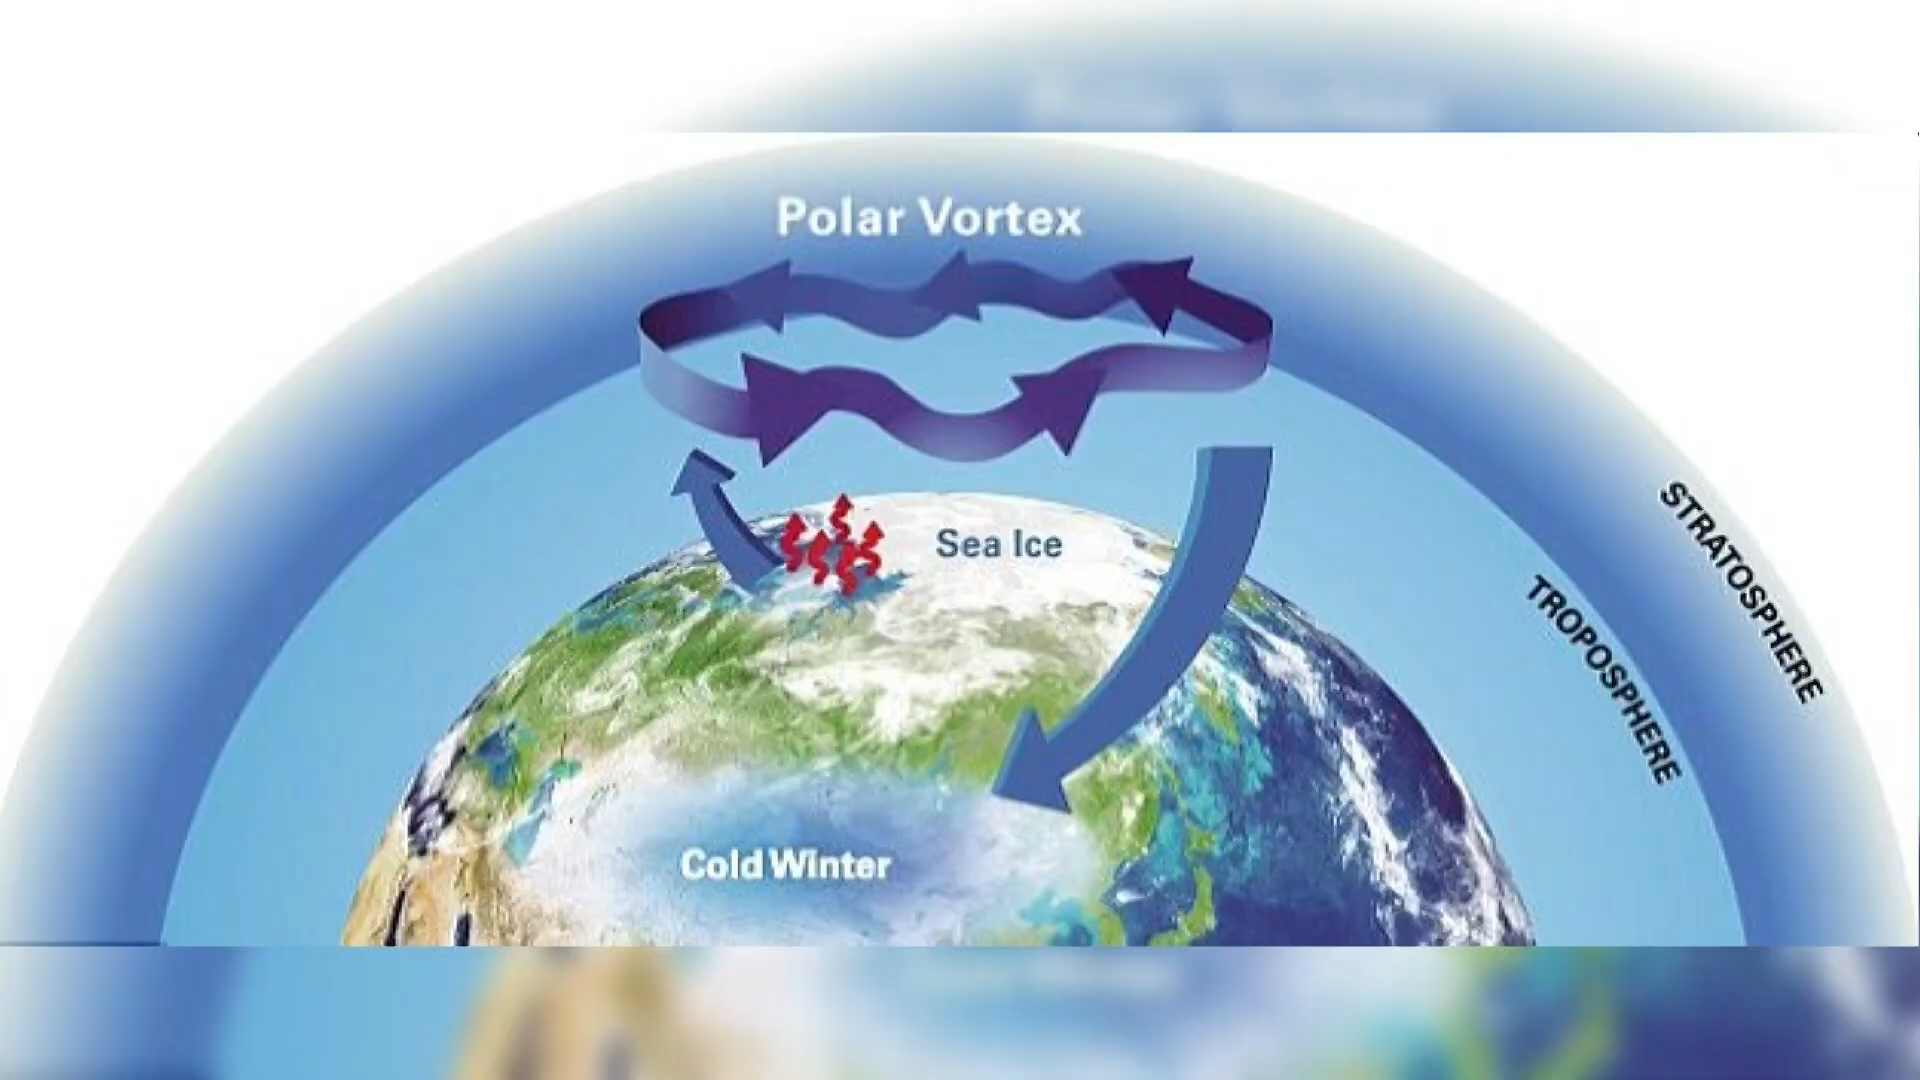 Polar Vortex
Sea Ice
STRATOSPHERE
TROPOSPHERE
Cold Winter